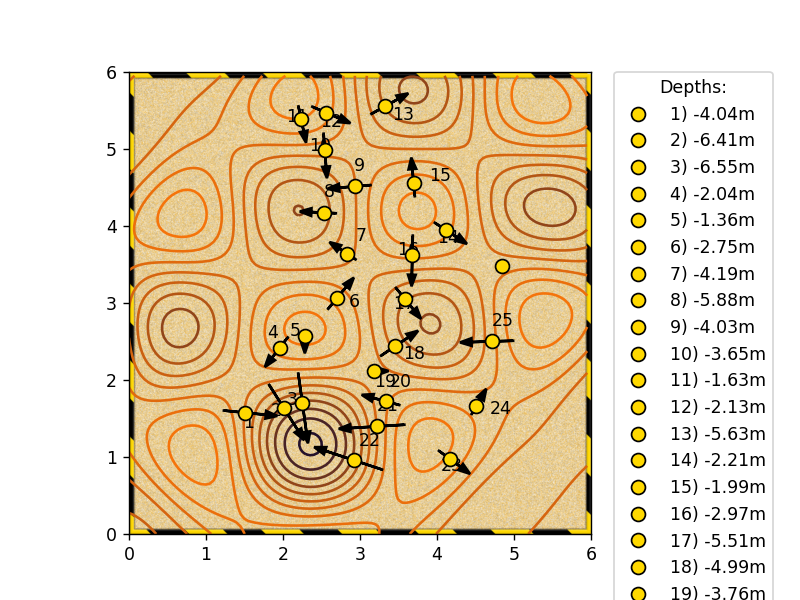 Depths:
1) -4.04m
2) -6.41m
3) -6.55m
4) -2.04m
5) -1.36m
6) -2.75m
7) -4.19m
8) -5.88m
9) -4.03m
10) -3.65m
11) -1.63m
12) -2.13m
13) -5.63m
14) -2.21m
15) -1.99m
16) -2.97m
17) -5.51m
18) -4.99m
19) -3.76m
6
5
4
3
2
1
0
0 1 2 3 4 5 6
11 12 13
10
9
8
15
7
14
16
6
17
4 5 25
18
19 20
3
21 24
1
22
23